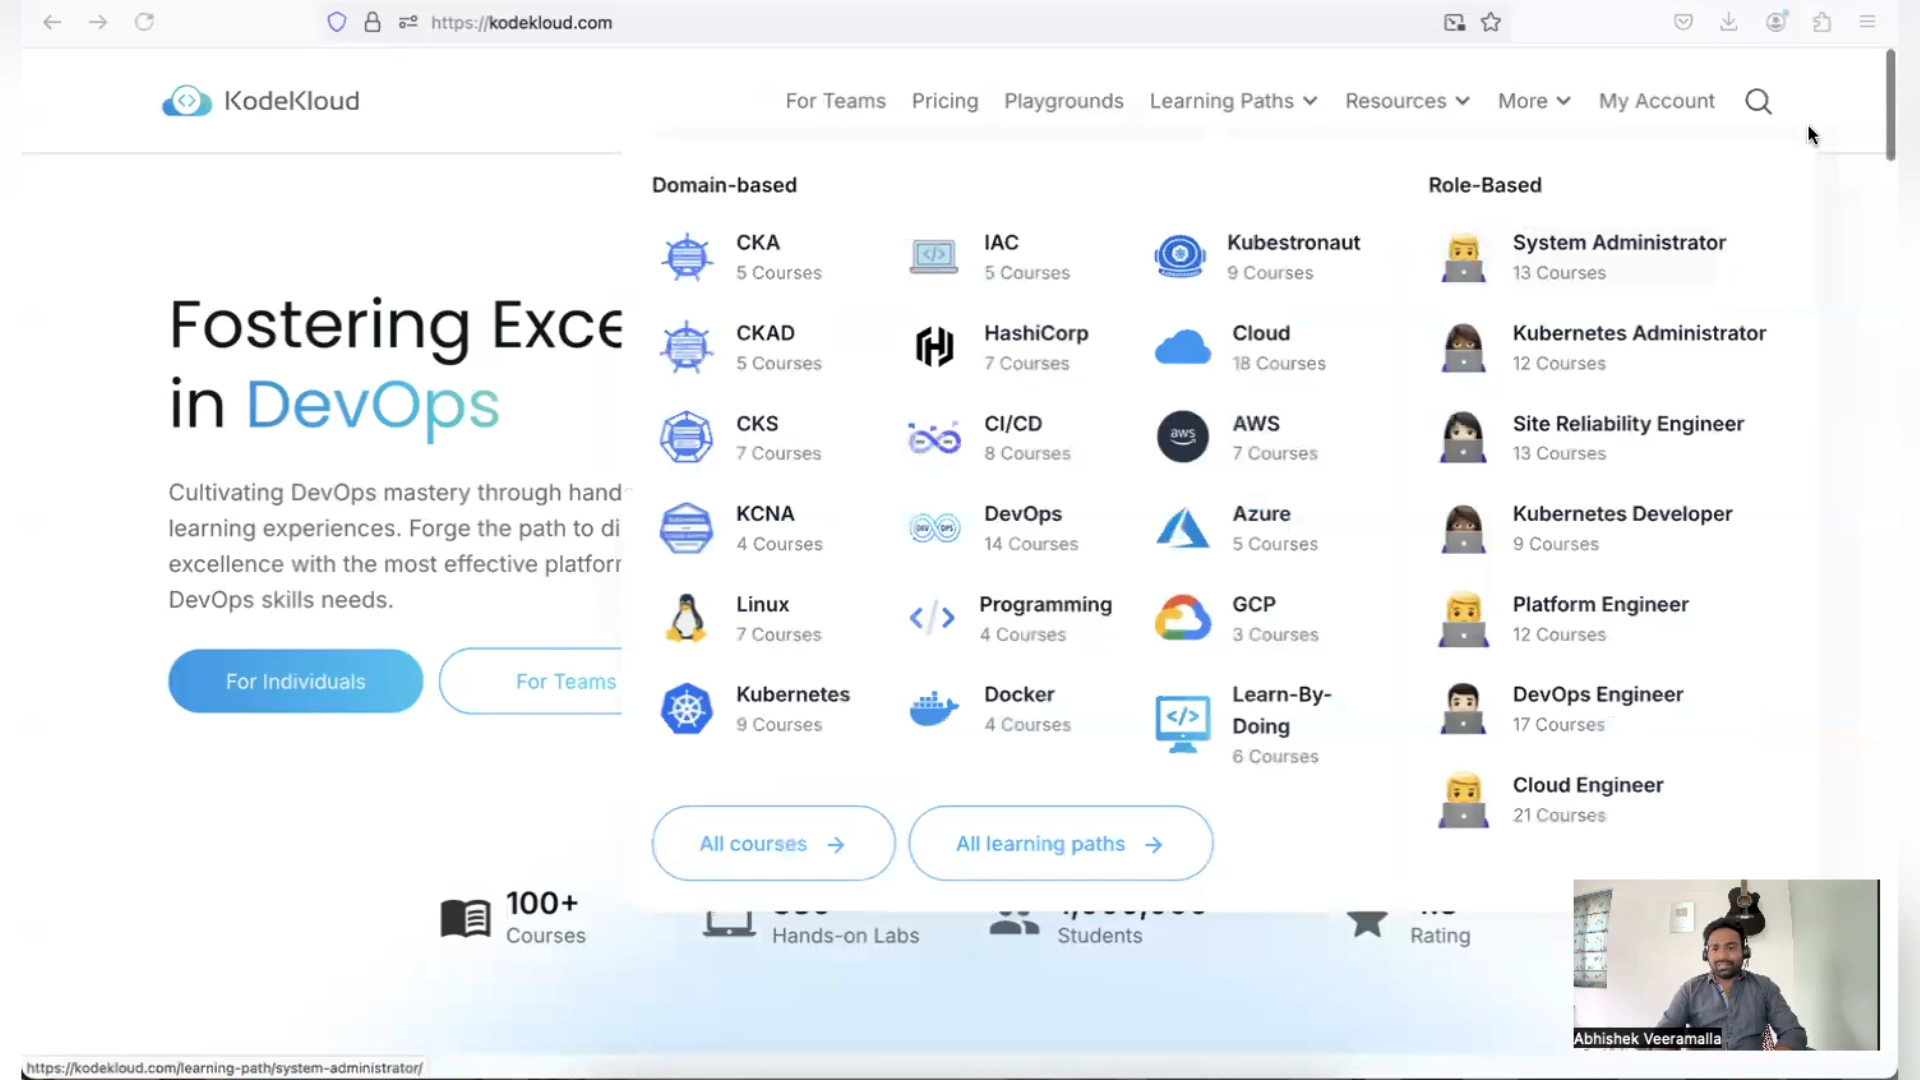 https://kodekloud.com
KodeKloud
For Teams
Pricing
Playgrounds
Learning Paths
Resources
More
My Account
Fostering Exce
in DevOps
Cultivating DevOps mastery through hand
learning experiences. Forge the path to di
excellence with the most effective platfor
DevOps skills needs.
For Individuals
For Teams
Domain-based
CKA
5 Courses
CKAD
5 Courses
CKS
7 Courses
KCNA
4 Courses
Linux
7 Courses
Kubernetes
9 Courses
IAC
5 Courses
HashiCorp
7 Courses
CI/CD
8 Courses
DevOps
14 Courses
Programming
4 Courses
Docker
4 Courses
Kubestronaut
9 Courses
Cloud
18 Courses
aws
AWS
7 Courses
Azure
5 Courses
GCP
3 Courses
Learn-By-
Doing
6 Courses
Role-Based
System Administrator
13 Courses
Kubernetes Administrator
12 Courses
Site Reliability Engineer
13 Courses
Kubernetes Developer
9 Courses
Platform Engineer
12 Courses
DevOps Engineer
17 Courses
Cloud Engineer
21 Courses
All courses
All learning paths
100+
Courses
Hands-on Labs
Students
Rating
Abhishek Veeramalla
https://kodekloud.com/learning-path/system-administrator/